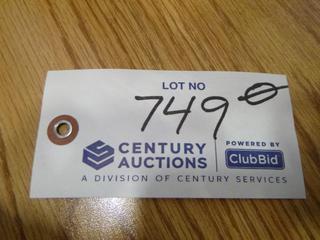 LOT NO
749
CENTURY
AUCTIONS
POWERED BY
ClubBid
A DIVISION OF CENTURY SERVICES